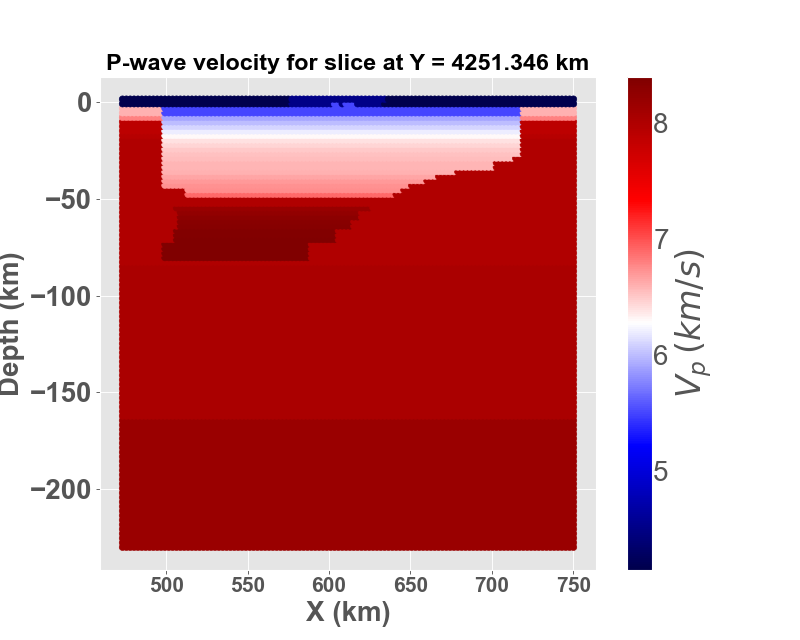 P-wave velocity for slice at Y = 4251.346 km
0
−50
−100
−150
−200
Depth (km)
500 550 600 650 700 750
X (km)
8
7
6
5
V_p (km/s)